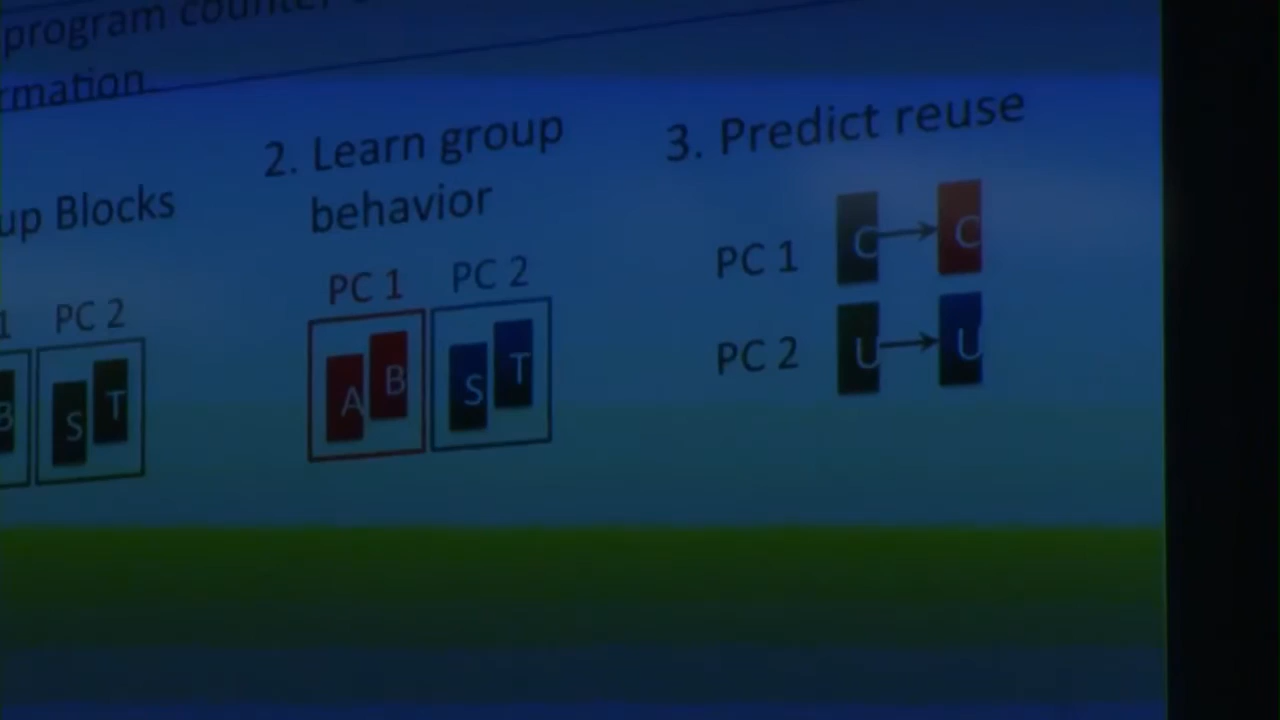 program counter
rmation
up Blocks
1 PC 2
B S T
2. Learn group
behavior
PC 1 PC 2
A B S T
3. Predict reuse
PC 1 C C
PC 2 U U